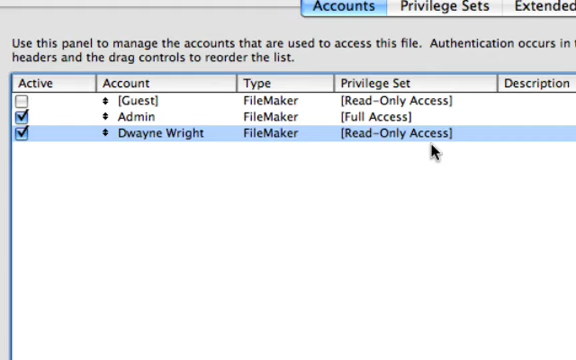 Accounts Privilege Sets Extended
Use this panel to manage the accounts that are used to access this file. Authentication occurs in
headers and the drag controls to reorder the list.
Active Account Type Privilege Set Description
[Guest] FileMaker [Read-Only Access]
Admin FileMaker [Full Access]
Dwayne Wright FileMaker [Read-Only Access]